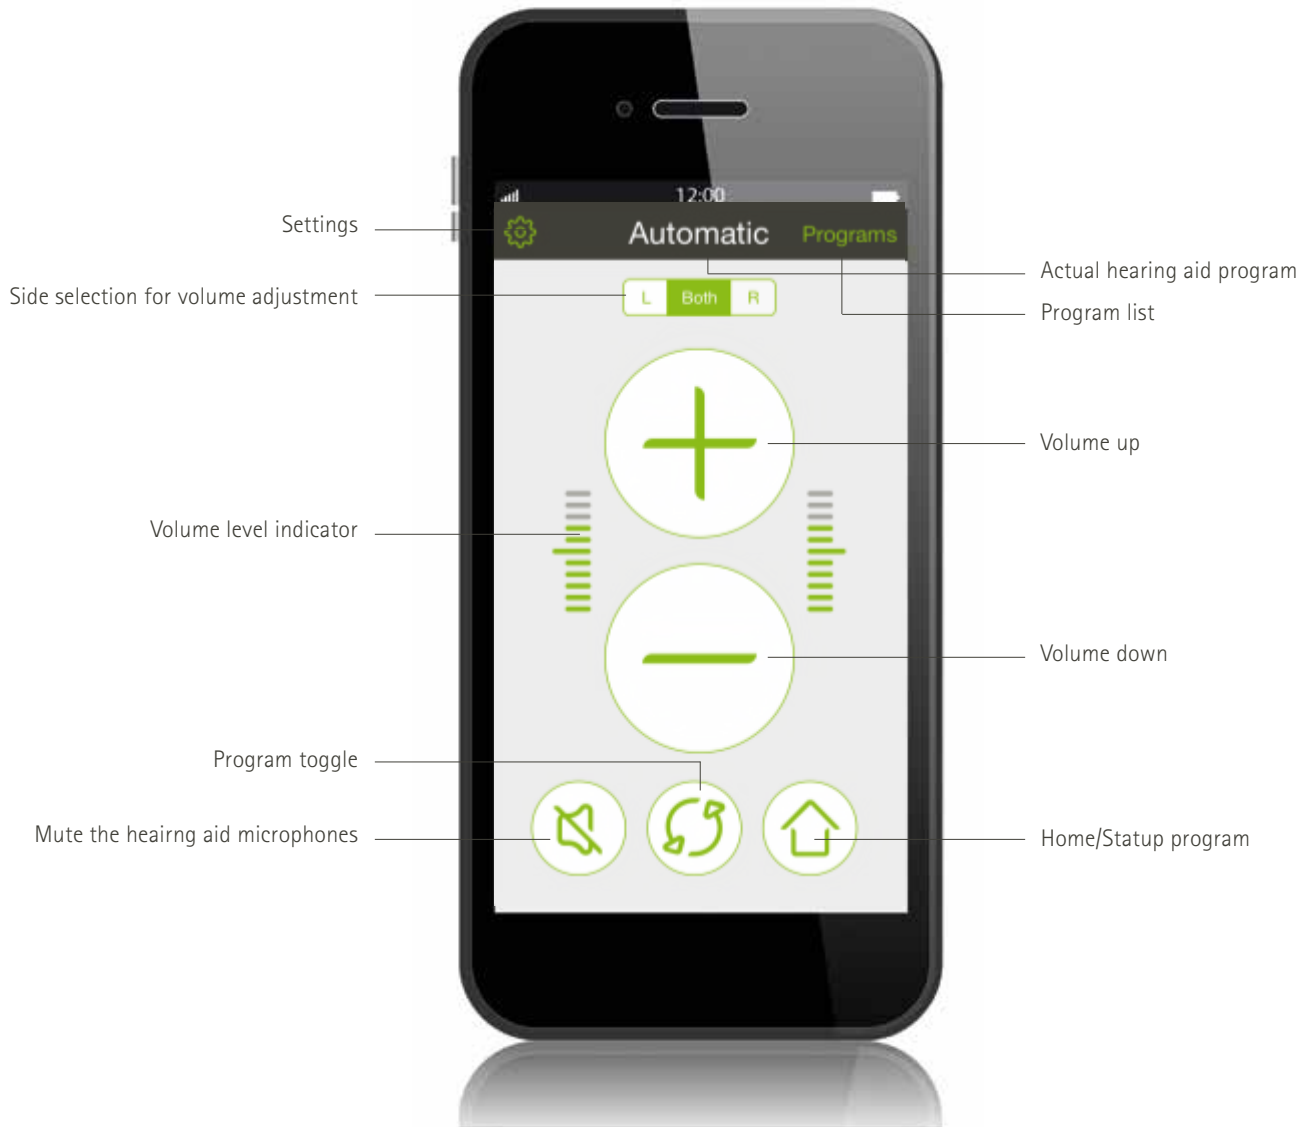 12:00
Settings
Automatic
Programs
Actual hearing aid program
Side selection for volume adjustment
L
Both
R
Program list
Volume up
Volume level indicator
Volume down
Program toggle
Mute the heairng aid microphones
Home/Statup program